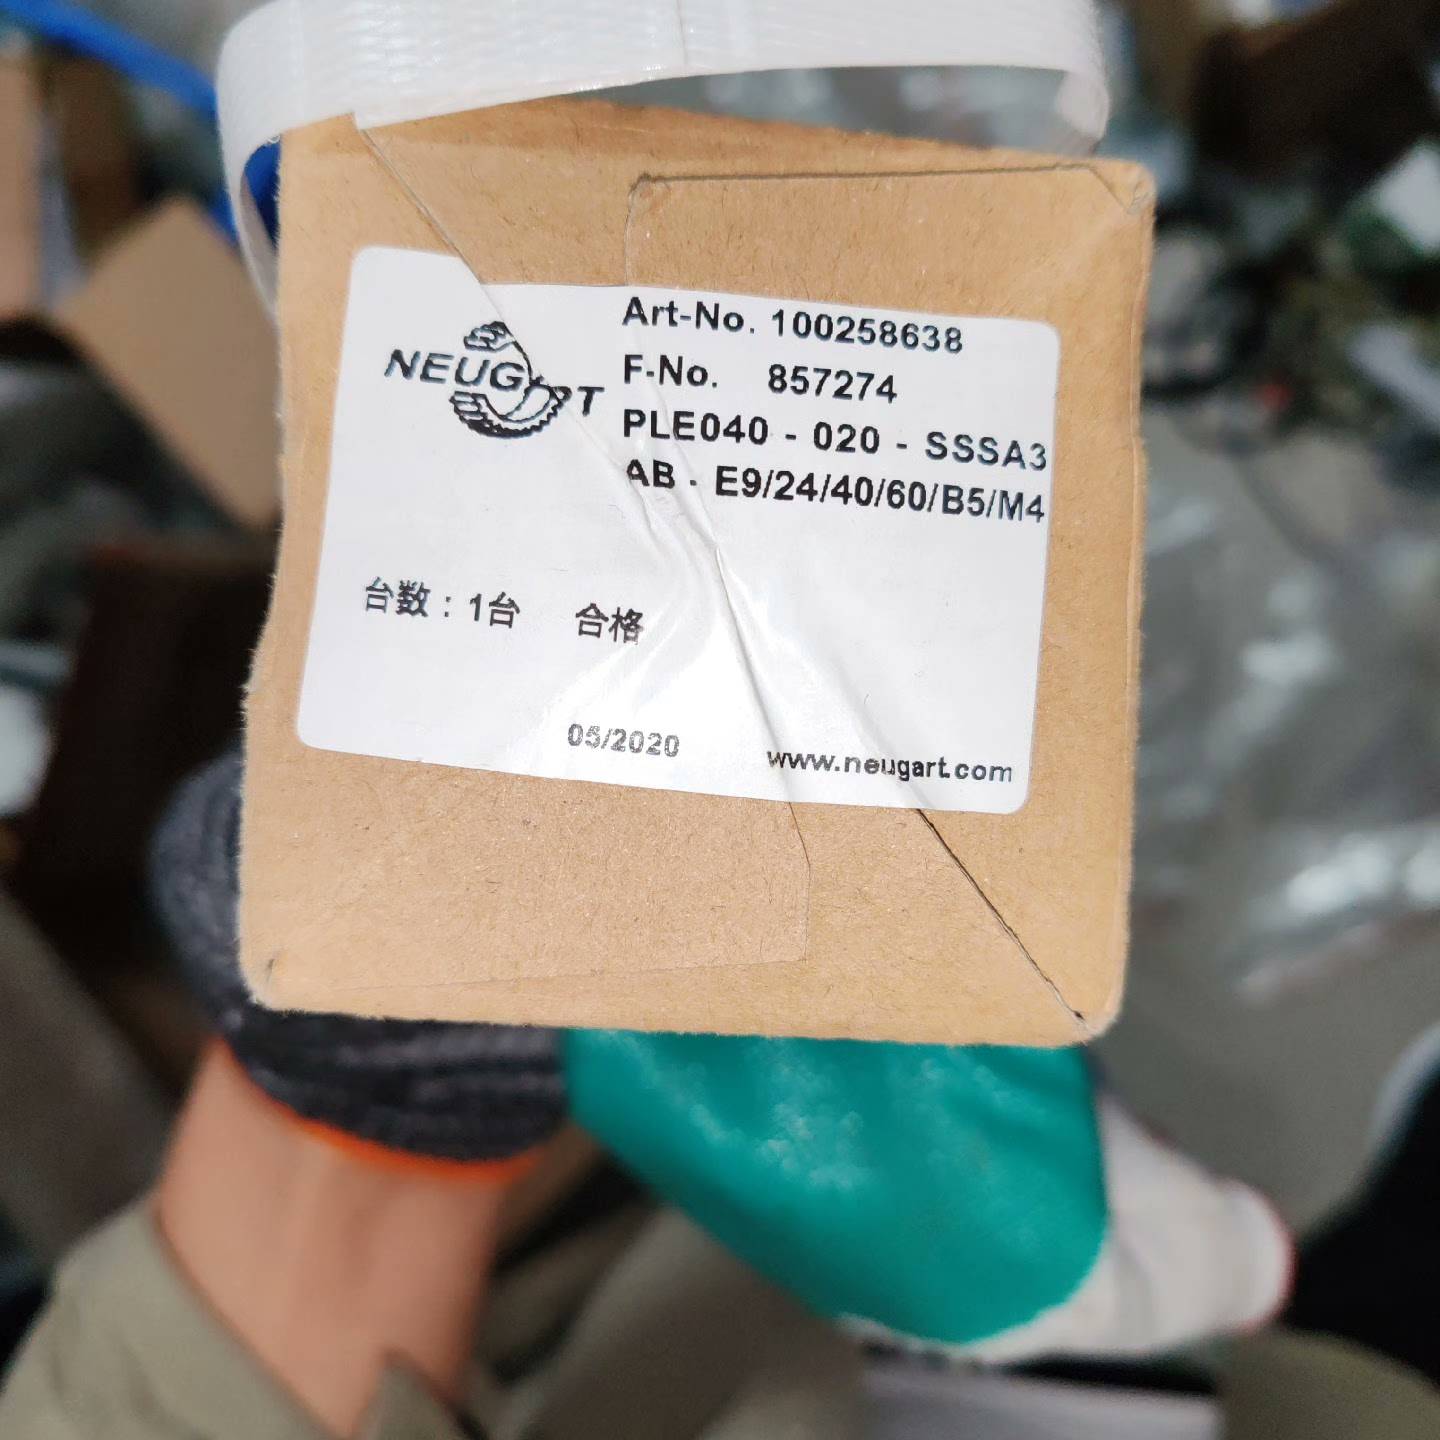 NEUGART
Art-No. 100258638
F-No. 857274
PLE040 - 020 - SSSA3
AB - E9/24/40/60/B5/M4
台数：1台 合格
05/2020
www.neugart.com